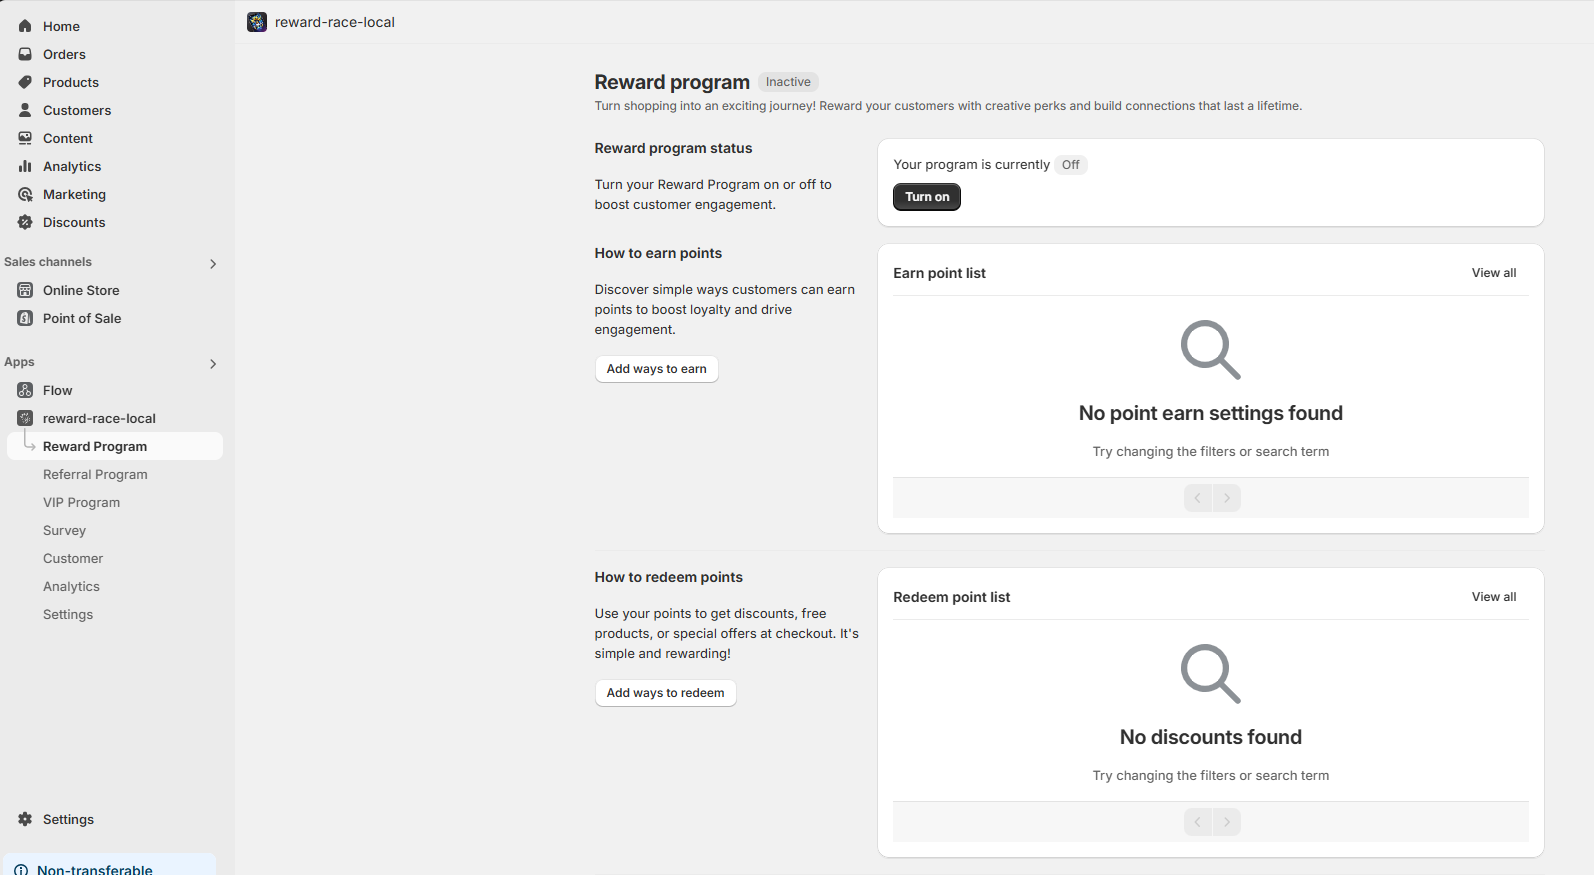 Home
Orders
Products
Customers
Content
Analytics
Marketing
Discounts
Sales channels
Online Store
Point of Sale
Apps
Flow
reward-race-local
Reward Program
Referral Program
VIP Program
Survey
Customer
Analytics
Settings
Settings
Non-transferable
reward-race-local
Reward program Inactive
Turn shopping into an exciting journey! Reward your customers with creative perks and build connections that last a lifetime.
Reward program status
Turn your Reward Program on or off to
boost customer engagement.
Your program is currently Off
Turn on
How to earn points
Discover simple ways customers can earn
points to boost loyalty and drive
engagement.
Add ways to earn
Earn point list View all
No point earn settings found
Try changing the filters or search term
How to redeem points
Use your points to get discounts, free
products, or special offers at checkout. It's
simple and rewarding!
Add ways to redeem
Redeem point list View all
No discounts found
Try changing the filters or search term